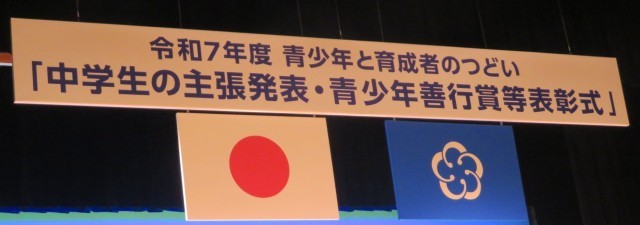 令和7年度 青少年と育成者のつどい
「中学生の主張発表・青少年善行賞等表彰式」